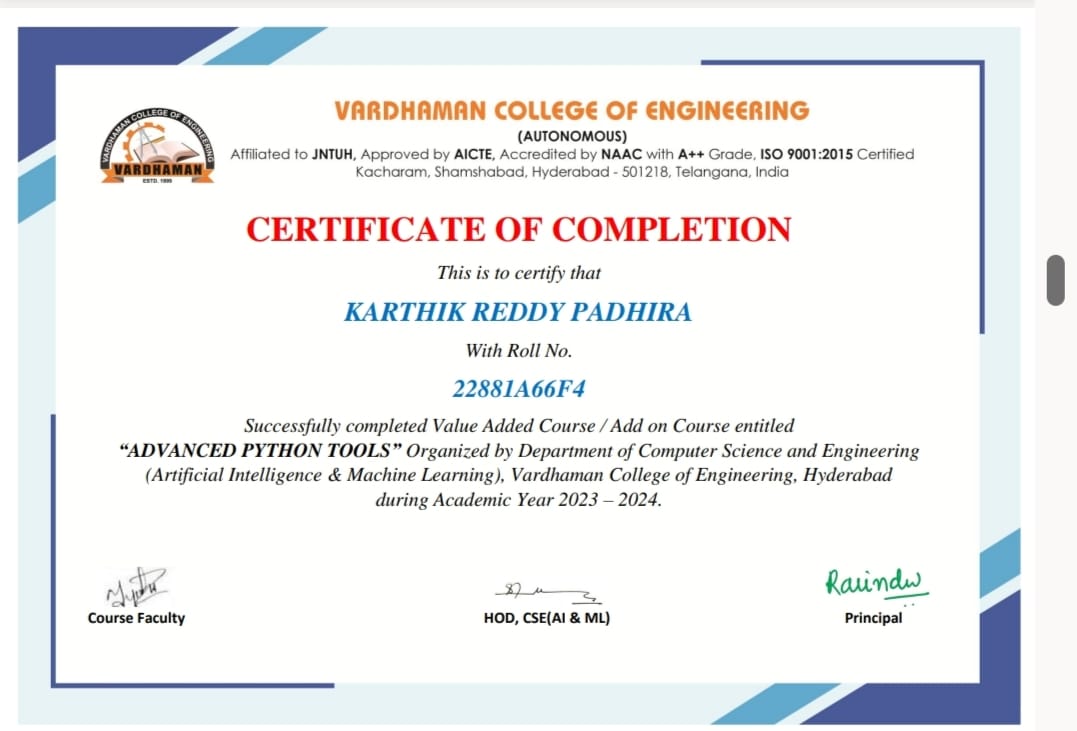 VARDHAMAN COLLEGE OF ENGINEERING
VARDHAMAN
ESTD. 1999
VARDHAMAN COLLEGE OF ENGINEERING
(AUTONOMOUS)
Affiliated to JNTUH, Approved by AICTE, Accredited by NAAC with A++ Grade, ISO 9001:2015 Certified
Kacharam, Shamshabad, Hyderabad - 501218, Telangana, India
CERTIFICATE OF COMPLETION
This is to certify that
KARTHIK REDDY PADHIRA
With Roll No.
22881A66F4
Successfully completed Value Added Course / Add on Course entitled
“ADVANCED PYTHON TOOLS” Organized by Department of Computer Science and Engineering
(Artificial Intelligence & Machine Learning), Vardhaman College of Engineering, Hyderabad
during Academic Year 2023 – 2024.
Course Faculty
HOD, CSE(AI & ML)
Principal